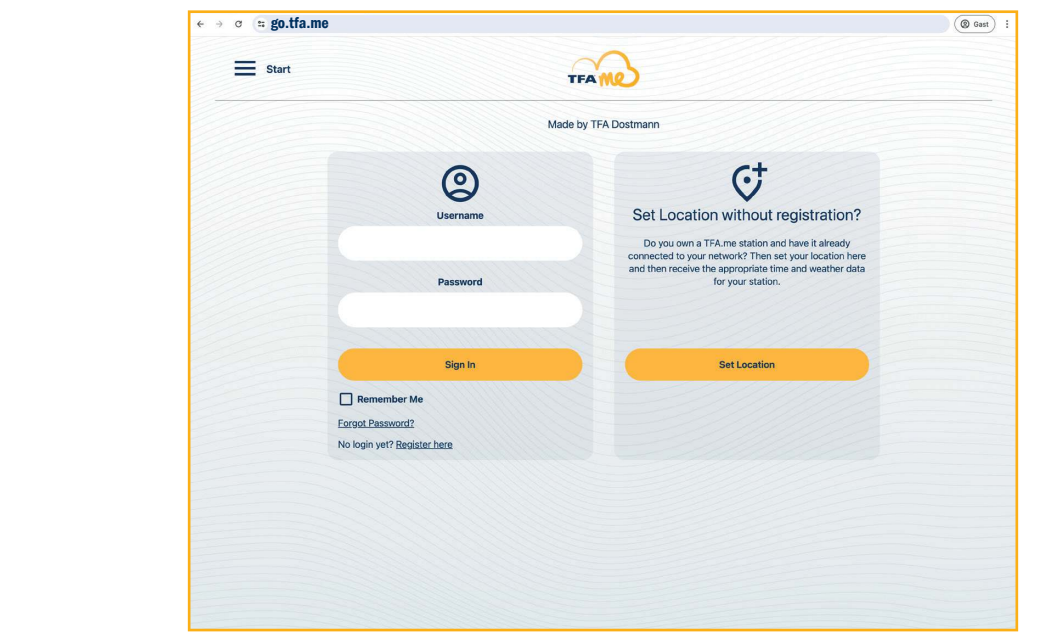 go.tfa.me
Gast
Start
TFA me
Made by TFA Dostmann
Username
Password
Sign In
Remember Me
Forgot Password?
No login yet? Register here
Set Location without registration?
Do you own a TFA.me station and have it already
connected to your network? Then set your location here
and then receive the appropriate time and weather data
for your station.
Set Location